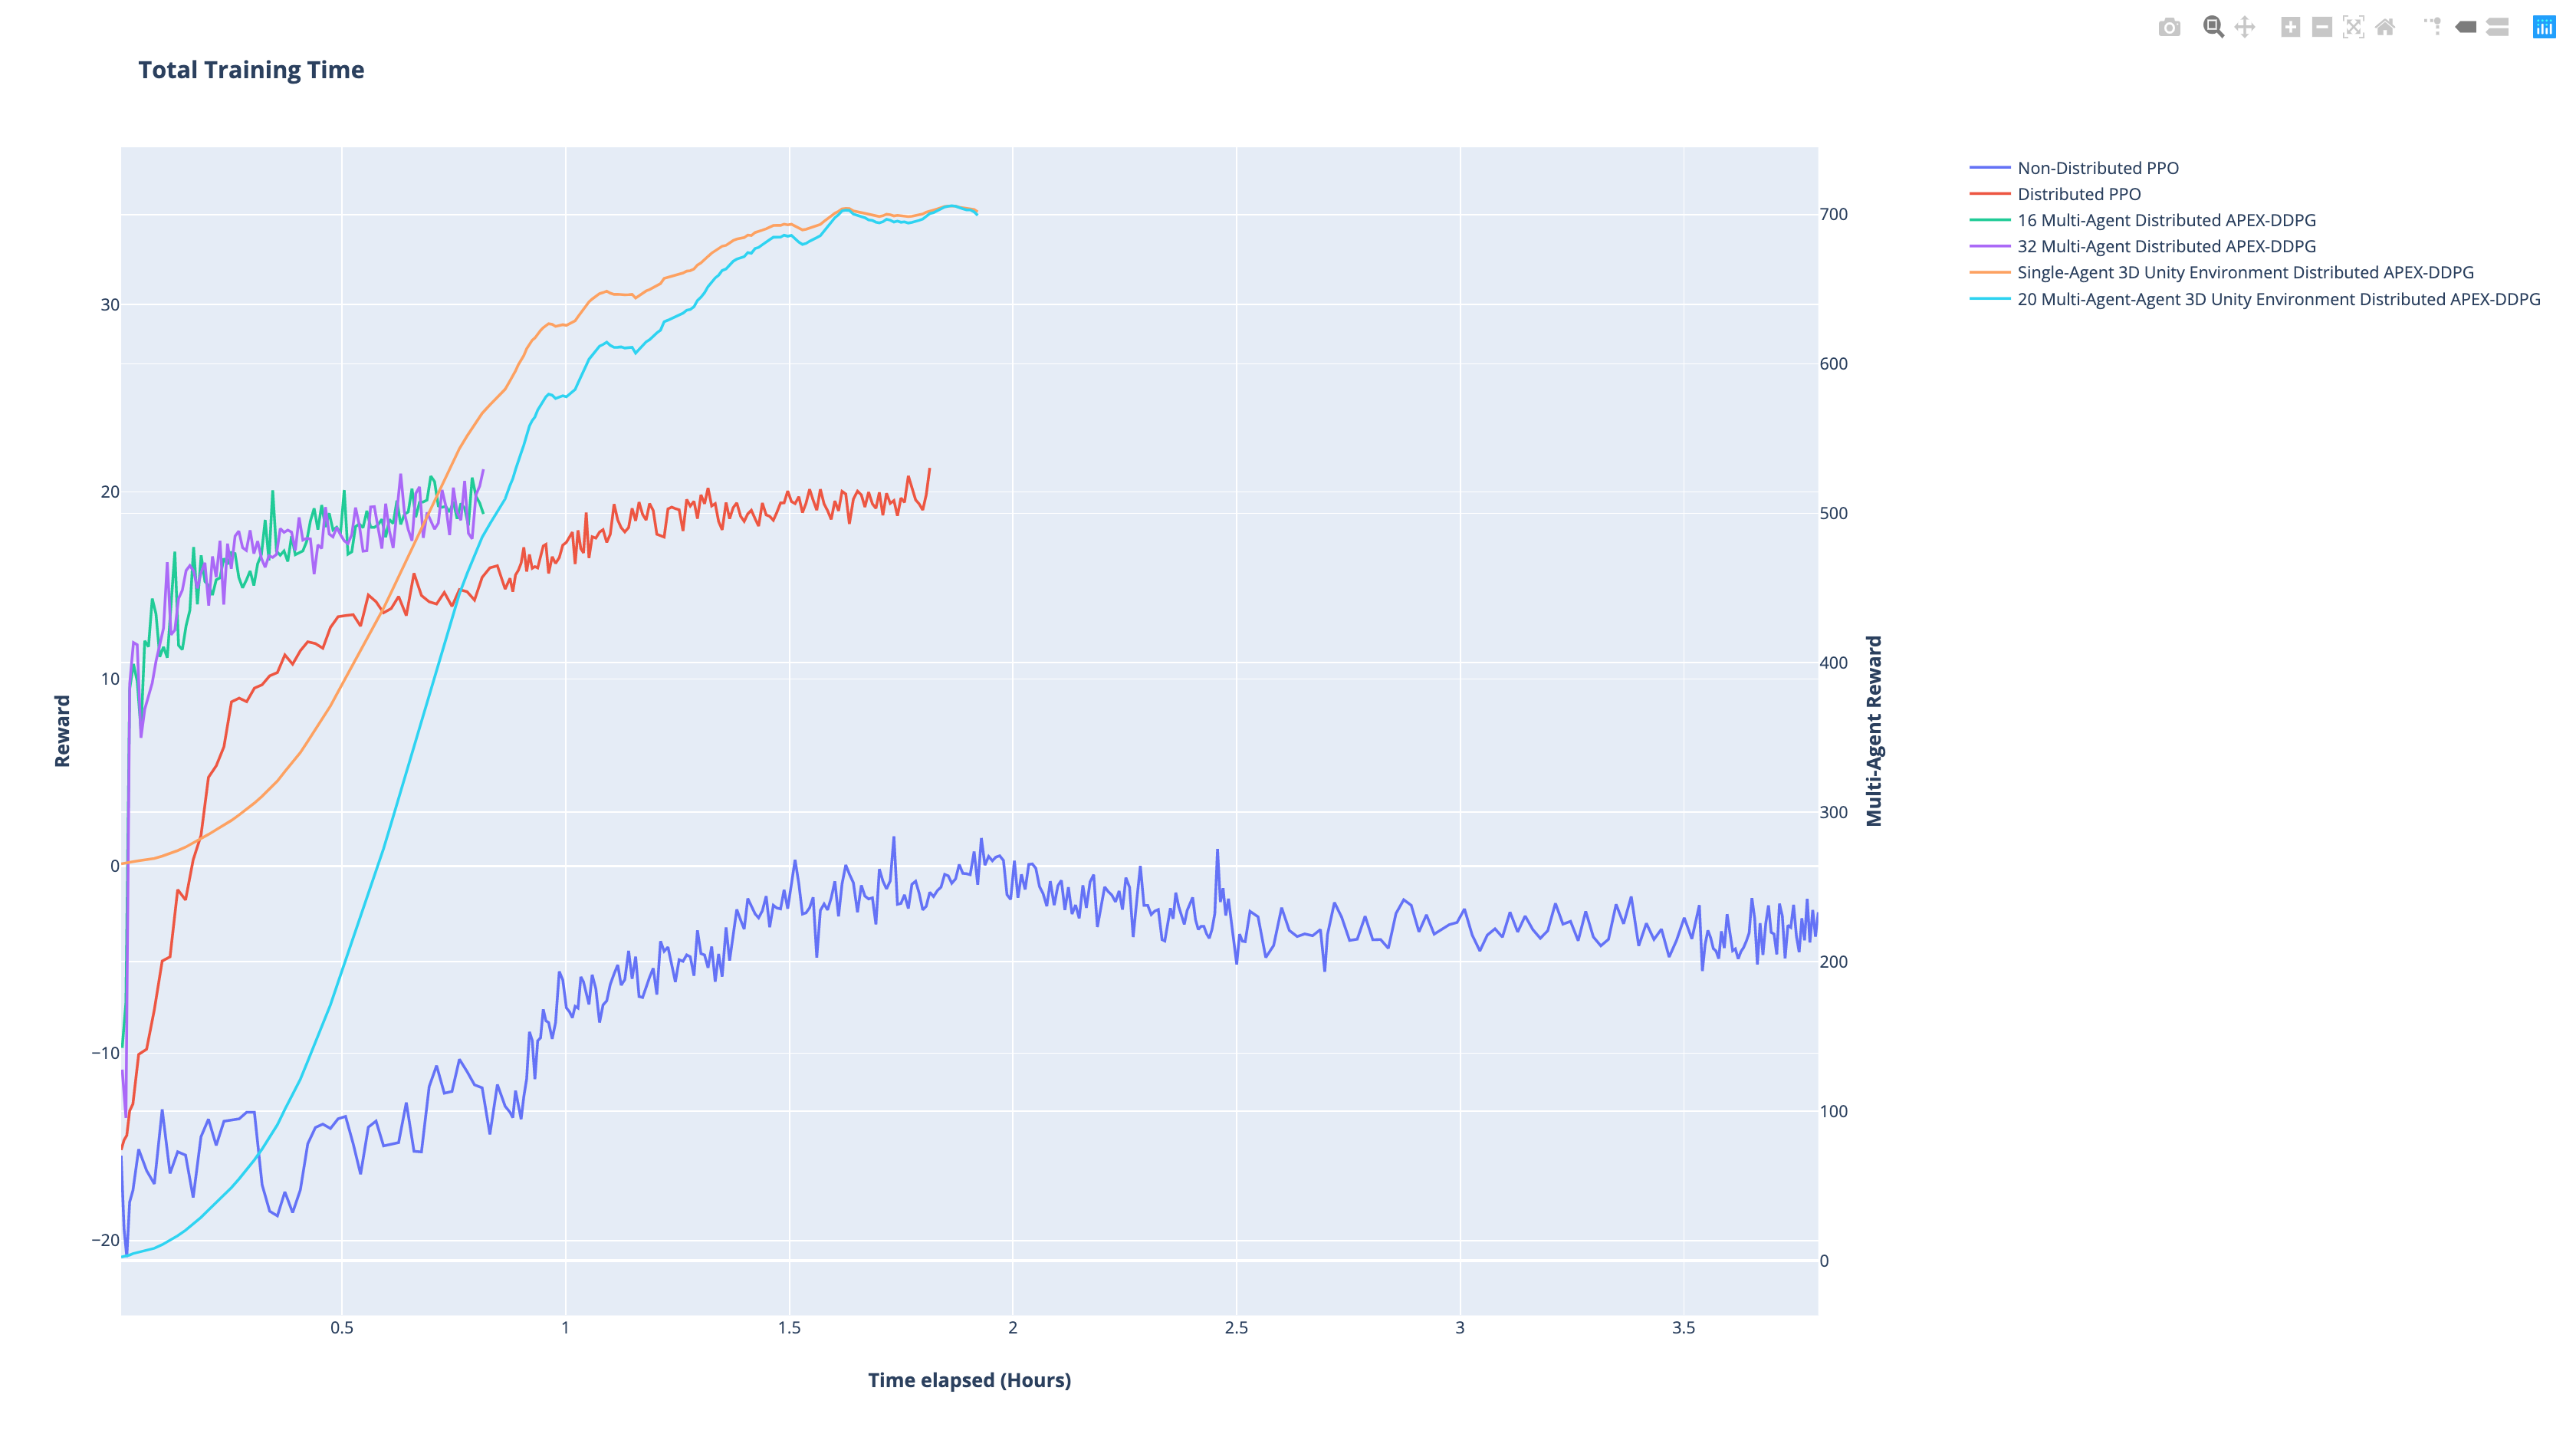 Total Training Time
Non-Distributed PPO
Distributed PPO
16 Multi-Agent Distributed APEX-DDPG
32 Multi-Agent Distributed APEX-DDPG
Single-Agent 3D Unity Environment Distributed APEX-DDPG
20 Multi-Agent-Agent 3D Unity Environment Distributed APEX-DDPG
30
20
10
0
−10
−20
Reward
700
600
500
400
300
200
100
0
Multi-Agent Reward
0.5
1
1.5
2
2.5
3
3.5
Time elapsed (Hours)